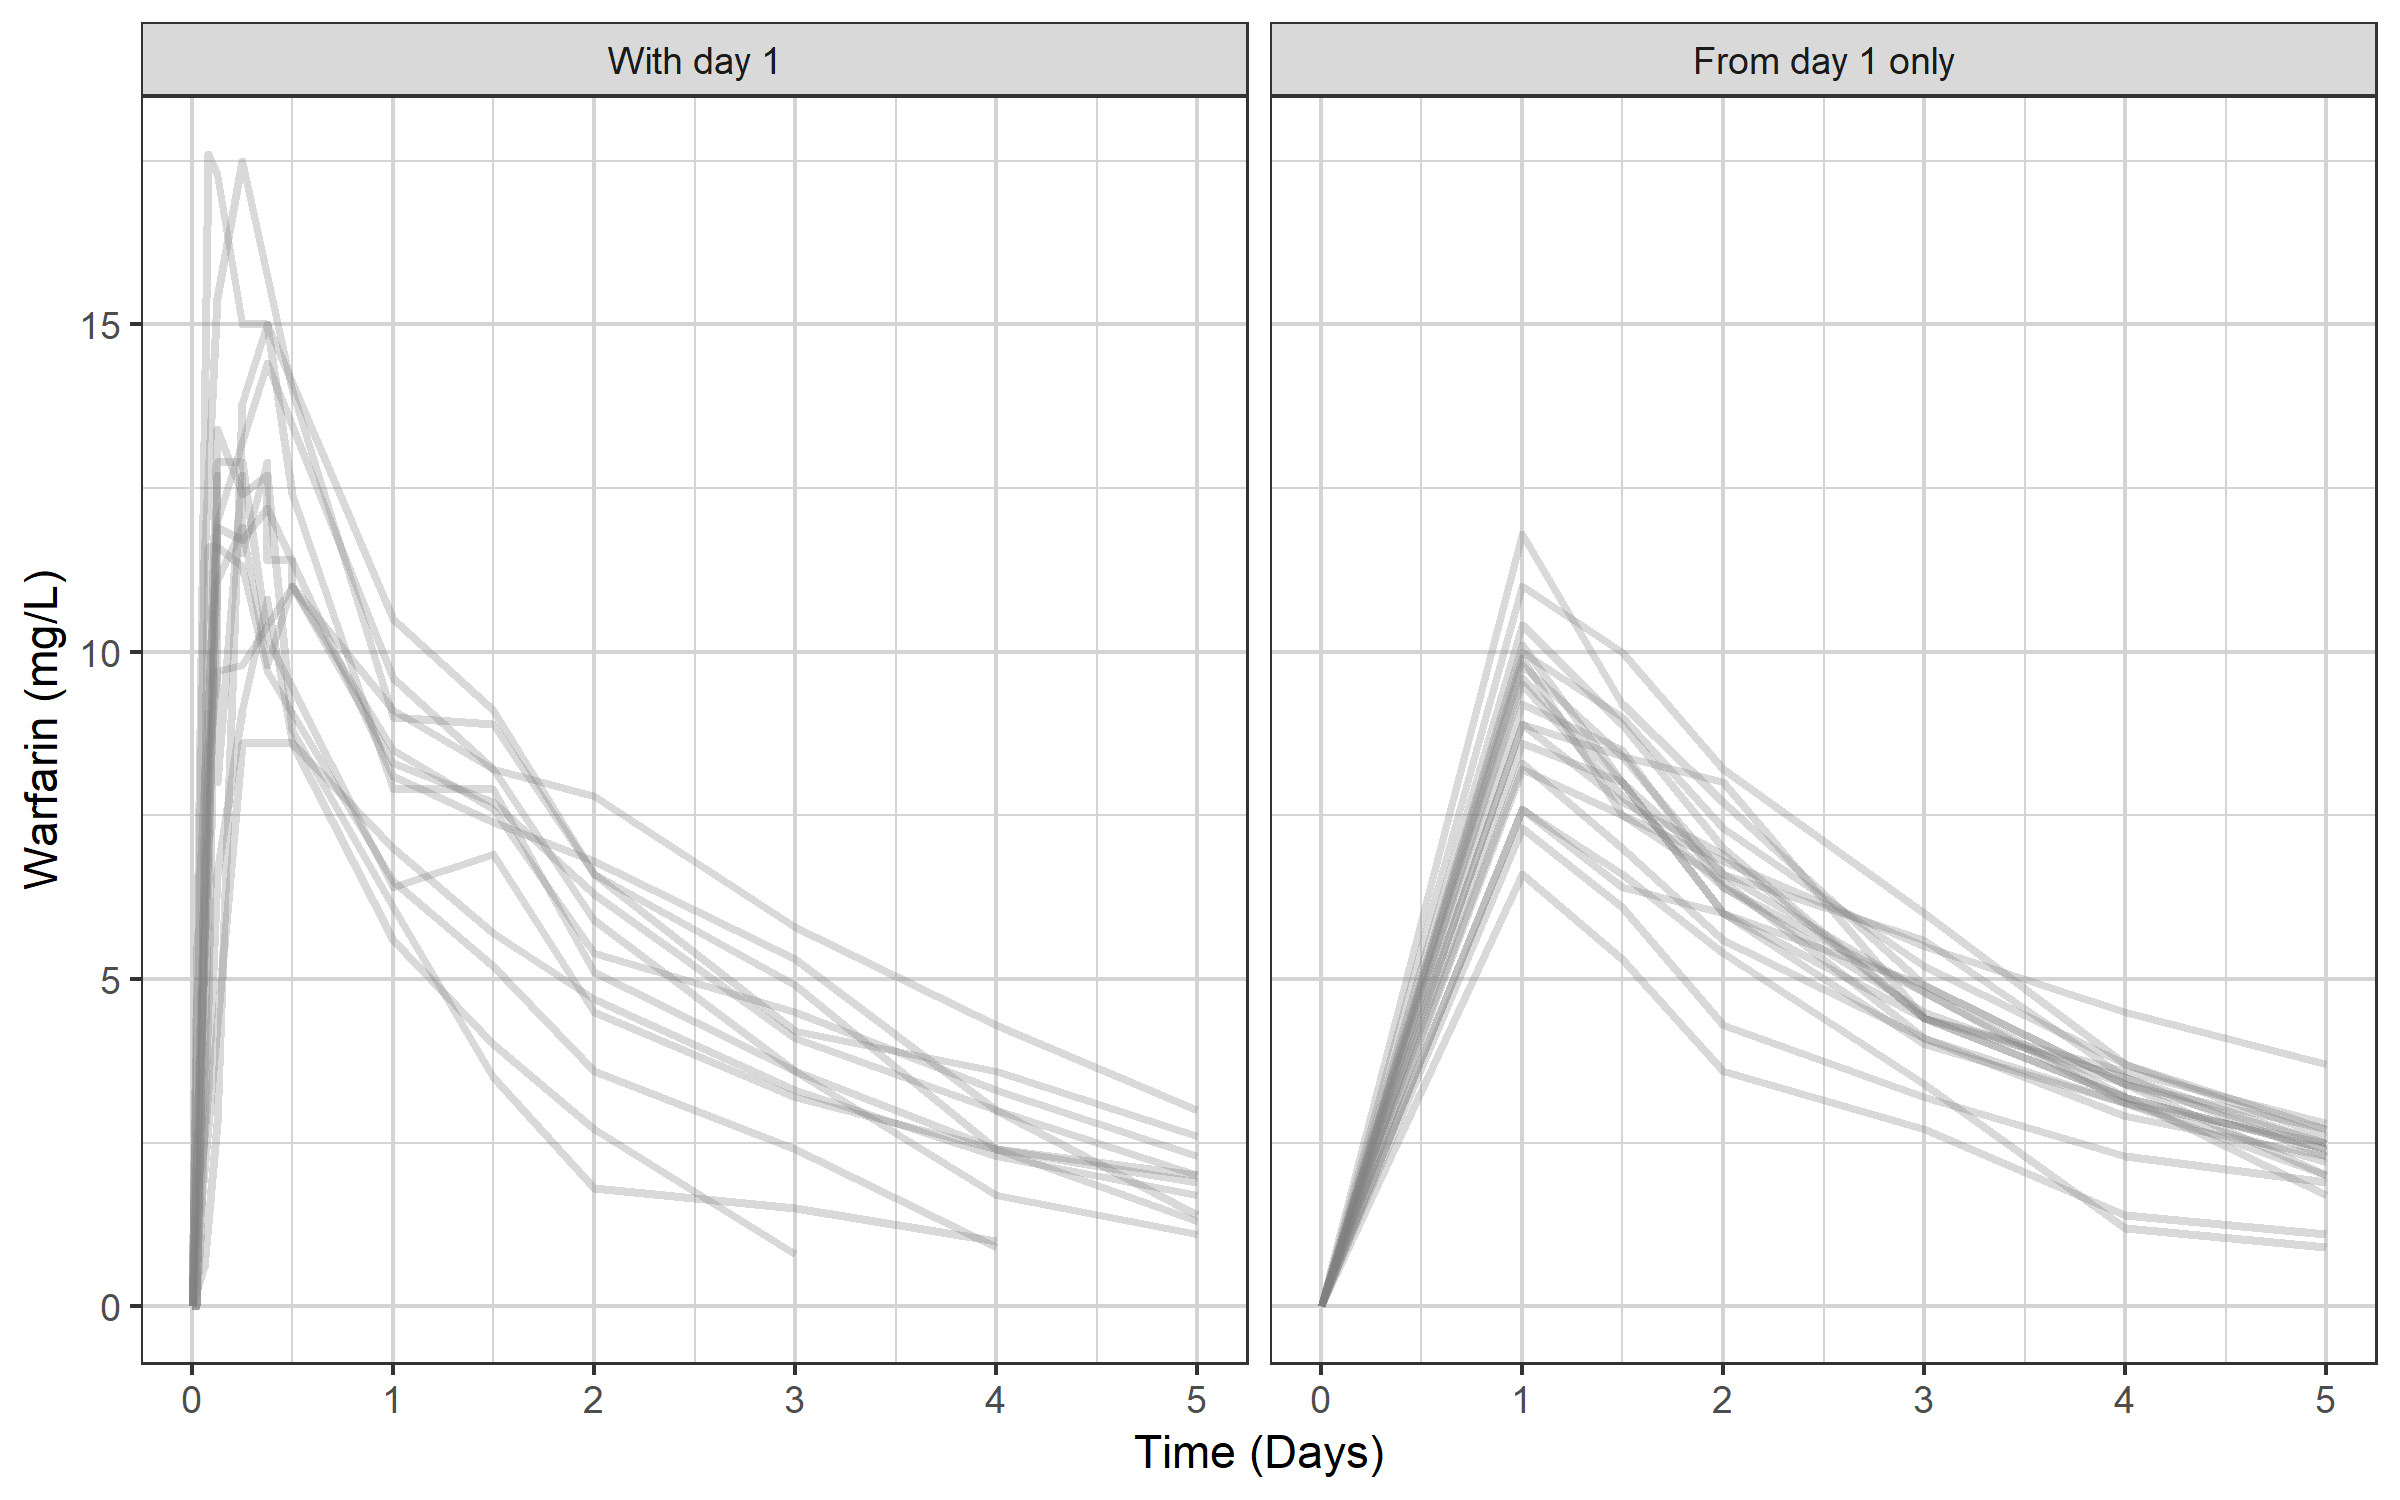 With day 1
From day 1 only
Warfarin (mg/L)
15
10
5
0
0 1 2 3 4 5
0 1 2 3 4 5
Time (Days)